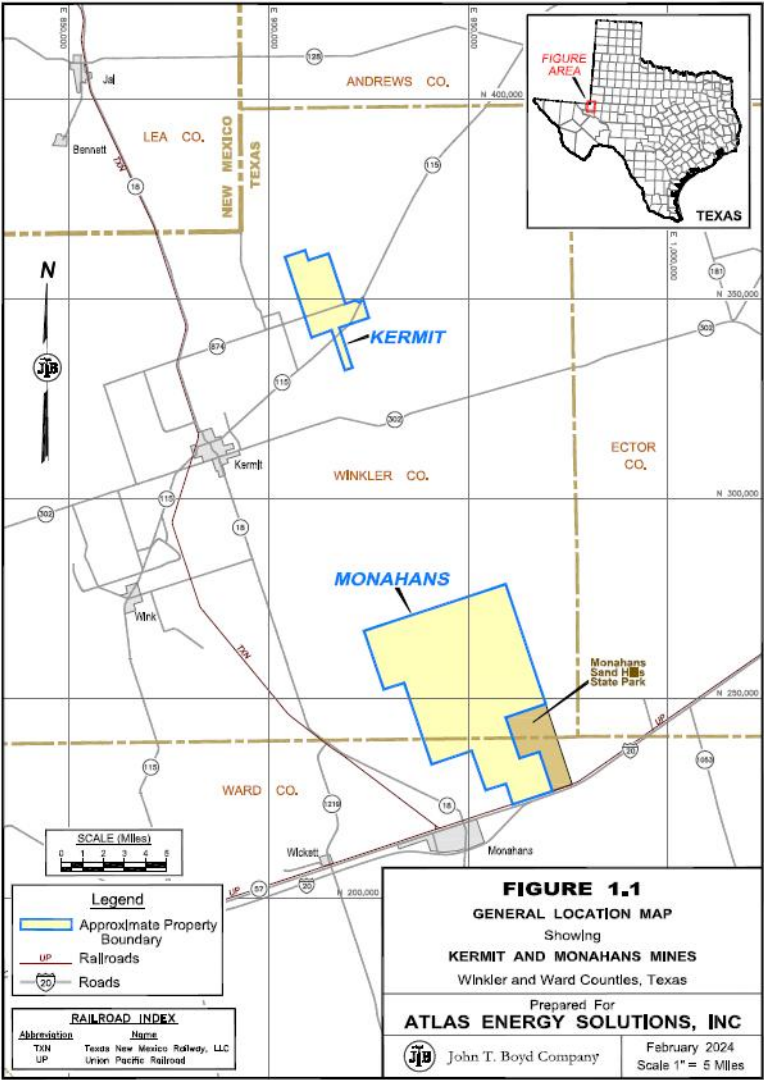 E 850,000
E 900,000
E 950,000
128
Jal
ANDREWS CO.
N 400,000
FIGURE
AREA
TEXAS
LEA CO.
Bennett
NEW MEXICO
TEXAS
TXN
18
115
E 1,000,000
181
N
JTB
N 350,000
302
KERMIT
874
115
302
Kermit
WINKLER CO.
ECTOR
CO.
N 300,000
302
115
18
MONAHANS
Wink
TXN
Monahans
Sand H s
State Park
N 250,000
UP
20
115
1053
WARD CO.
1219
18
SCALE (Miles)
0 1 2 3 4 5
Wickett
Monahans
UP
57
20
N 200,000
Legend
Approximate Property
Boundary
UP Railroads
20 Roads
RAILROAD INDEX
Abbreviation Name
TXN Texas New Mexico Railway, LLC
UP Union Pacific Railroad
FIGURE 1.1
GENERAL LOCATION MAP
Showing
KERMIT AND MONAHANS MINES
Winkler and Ward Counties, Texas
Prepared For
ATLAS ENERGY SOLUTIONS, INC
JTB John T. Boyd Company
February 2024
Scale 1" = 5 Miles